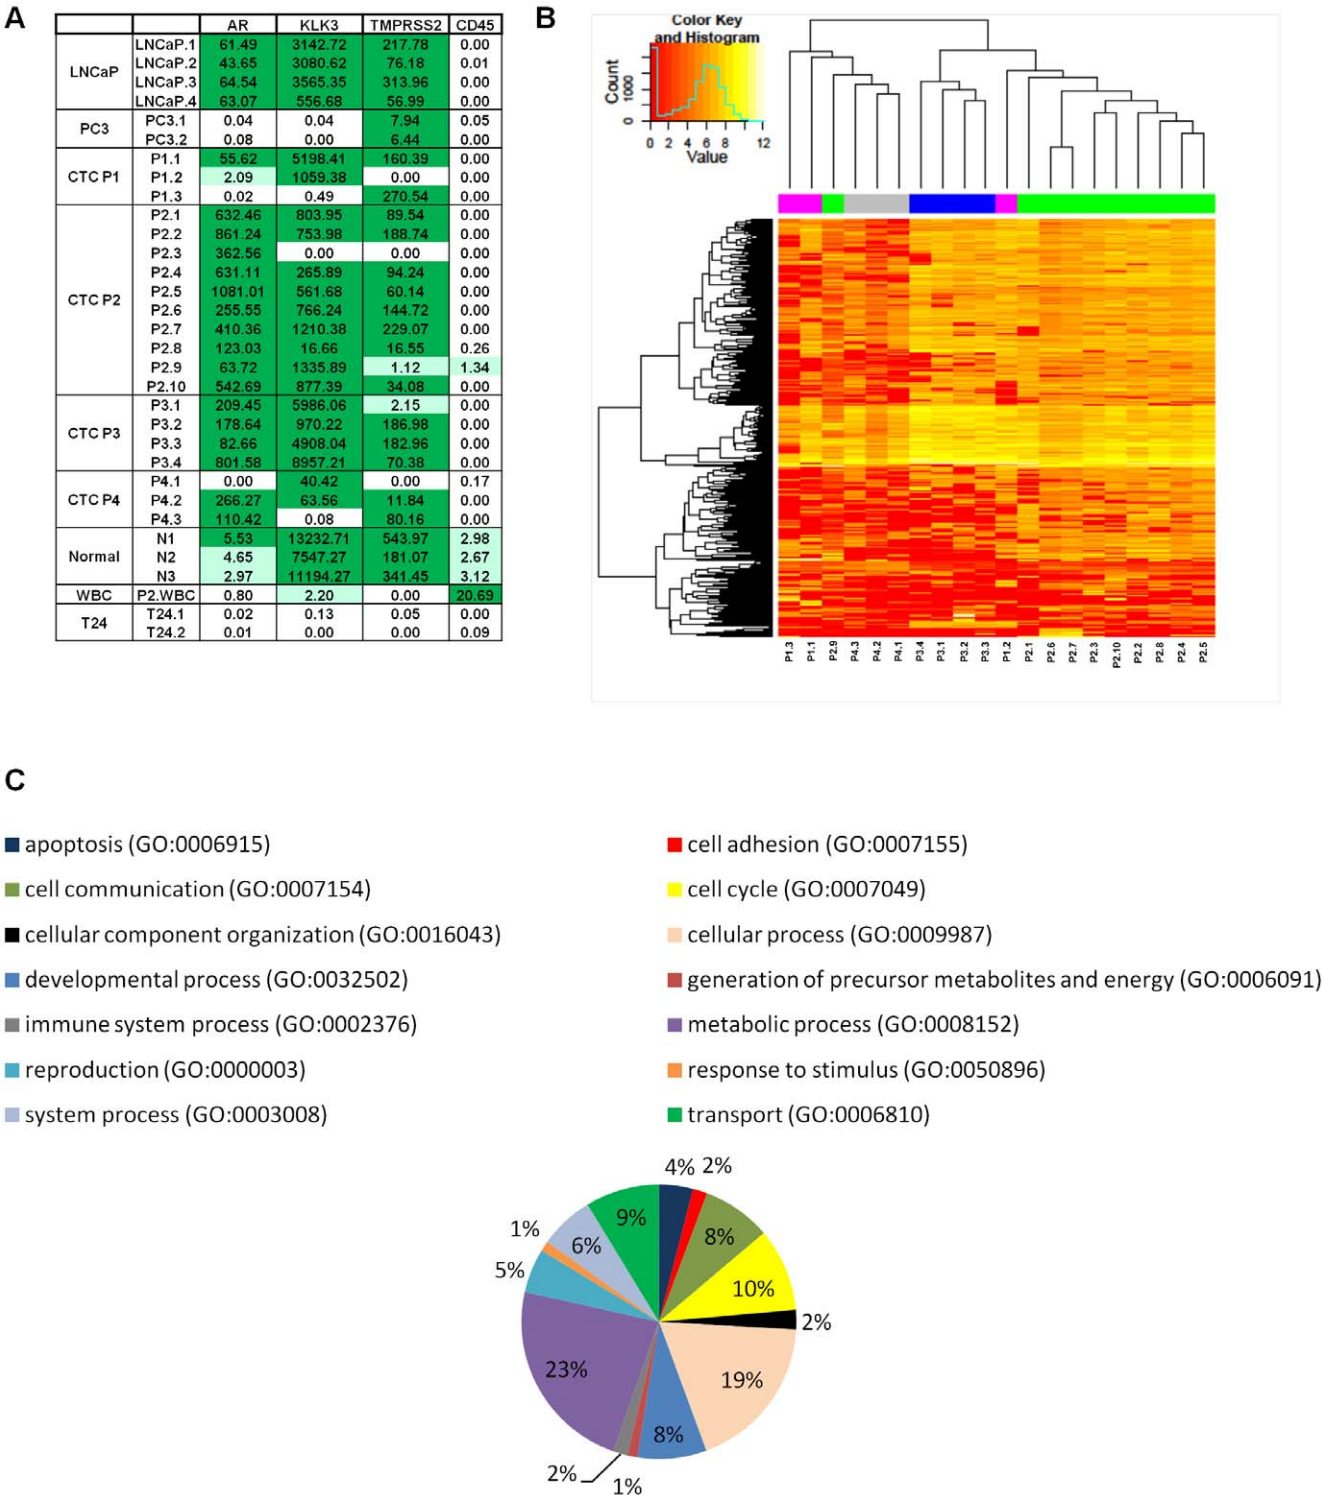 A
AR KLK3 TMPRSS2 CD45
LNCaP
LNCaP.1 61.49 3142.72 217.78 0.00
LNCaP.2 43.65 3080.62 76.18 0.01
LNCaP.3 64.54 3565.35 313.96 0.00
LNCaP.4 63.07 556.68 56.99 0.00
PC3
PC3.1 0.04 0.04 7.94 0.05
PC3.2 0.08 0.00 6.44 0.00
CTC P1
P1.1 55.62 5198.41 160.39 0.00
P1.2 2.09 1059.38 0.00 0.00
P1.3 0.02 0.49 270.54 0.00
CTC P2
P2.1 632.46 803.95 89.54 0.00
P2.2 861.24 753.98 188.74 0.00
P2.3 362.56 0.00 0.00 0.00
P2.4 631.11 265.89 94.24 0.00
P2.5 1081.01 561.68 60.14 0.00
P2.6 255.55 766.24 144.72 0.00
P2.7 410.36 1210.38 229.07 0.00
P2.8 123.03 16.66 16.55 0.26
P2.9 63.72 1335.89 1.12 1.34
P2.10 542.69 877.39 34.08 0.00
CTC P3
P3.1 209.45 5986.06 2.15 0.00
P3.2 178.64 970.22 186.98 0.00
P3.3 82.66 4908.04 182.96 0.00
P3.4 801.58 8957.21 70.38 0.00
CTC P4
P4.1 0.00 40.42 0.00 0.17
P4.2 266.27 63.56 11.84 0.00
P4.3 110.42 0.08 80.16 0.00
Normal
N1 5.53 13232.71 543.97 2.98
N2 4.65 7547.27 181.07 2.67
N3 2.97 11194.27 341.45 3.12
WBC P2.WBC 0.80 2.20 0.00 20.69
T24
T24.1 0.02 0.13 0.05 0.00
T24.2 0.01 0.00 0.00 0.09
B
Color Key
and Histogram
Count
0 1000
0 2 4 6 8 12
Value
P1.3 P1.1 P2.9 P4.3 P4.2 P4.1 P3.4 P3.1 P3.2 P3.3 P1.2 P2.1 P2.6 P2.7 P2.3 P2.10 P2.2 P2.8 P2.4 P2.5
C
apoptosis (GO:0006915)
cell adhesion (GO:0007155)
cell communication (GO:0007154)
cell cycle (GO:0007049)
cellular component organization (GO:0016043)
cellular process (GO:0009987)
developmental process (GO:0032502)
generation of precursor metabolites and energy (GO:0006091)
immune system process (GO:0002376)
metabolic process (GO:0008152)
reproduction (GO:0000003)
response to stimulus (GO:0050896)
system process (GO:0003008)
transport (GO:0006810)
4% 2%
9%
8%
1%
6%
5%
10%
2%
23%
19%
8%
2%
1%